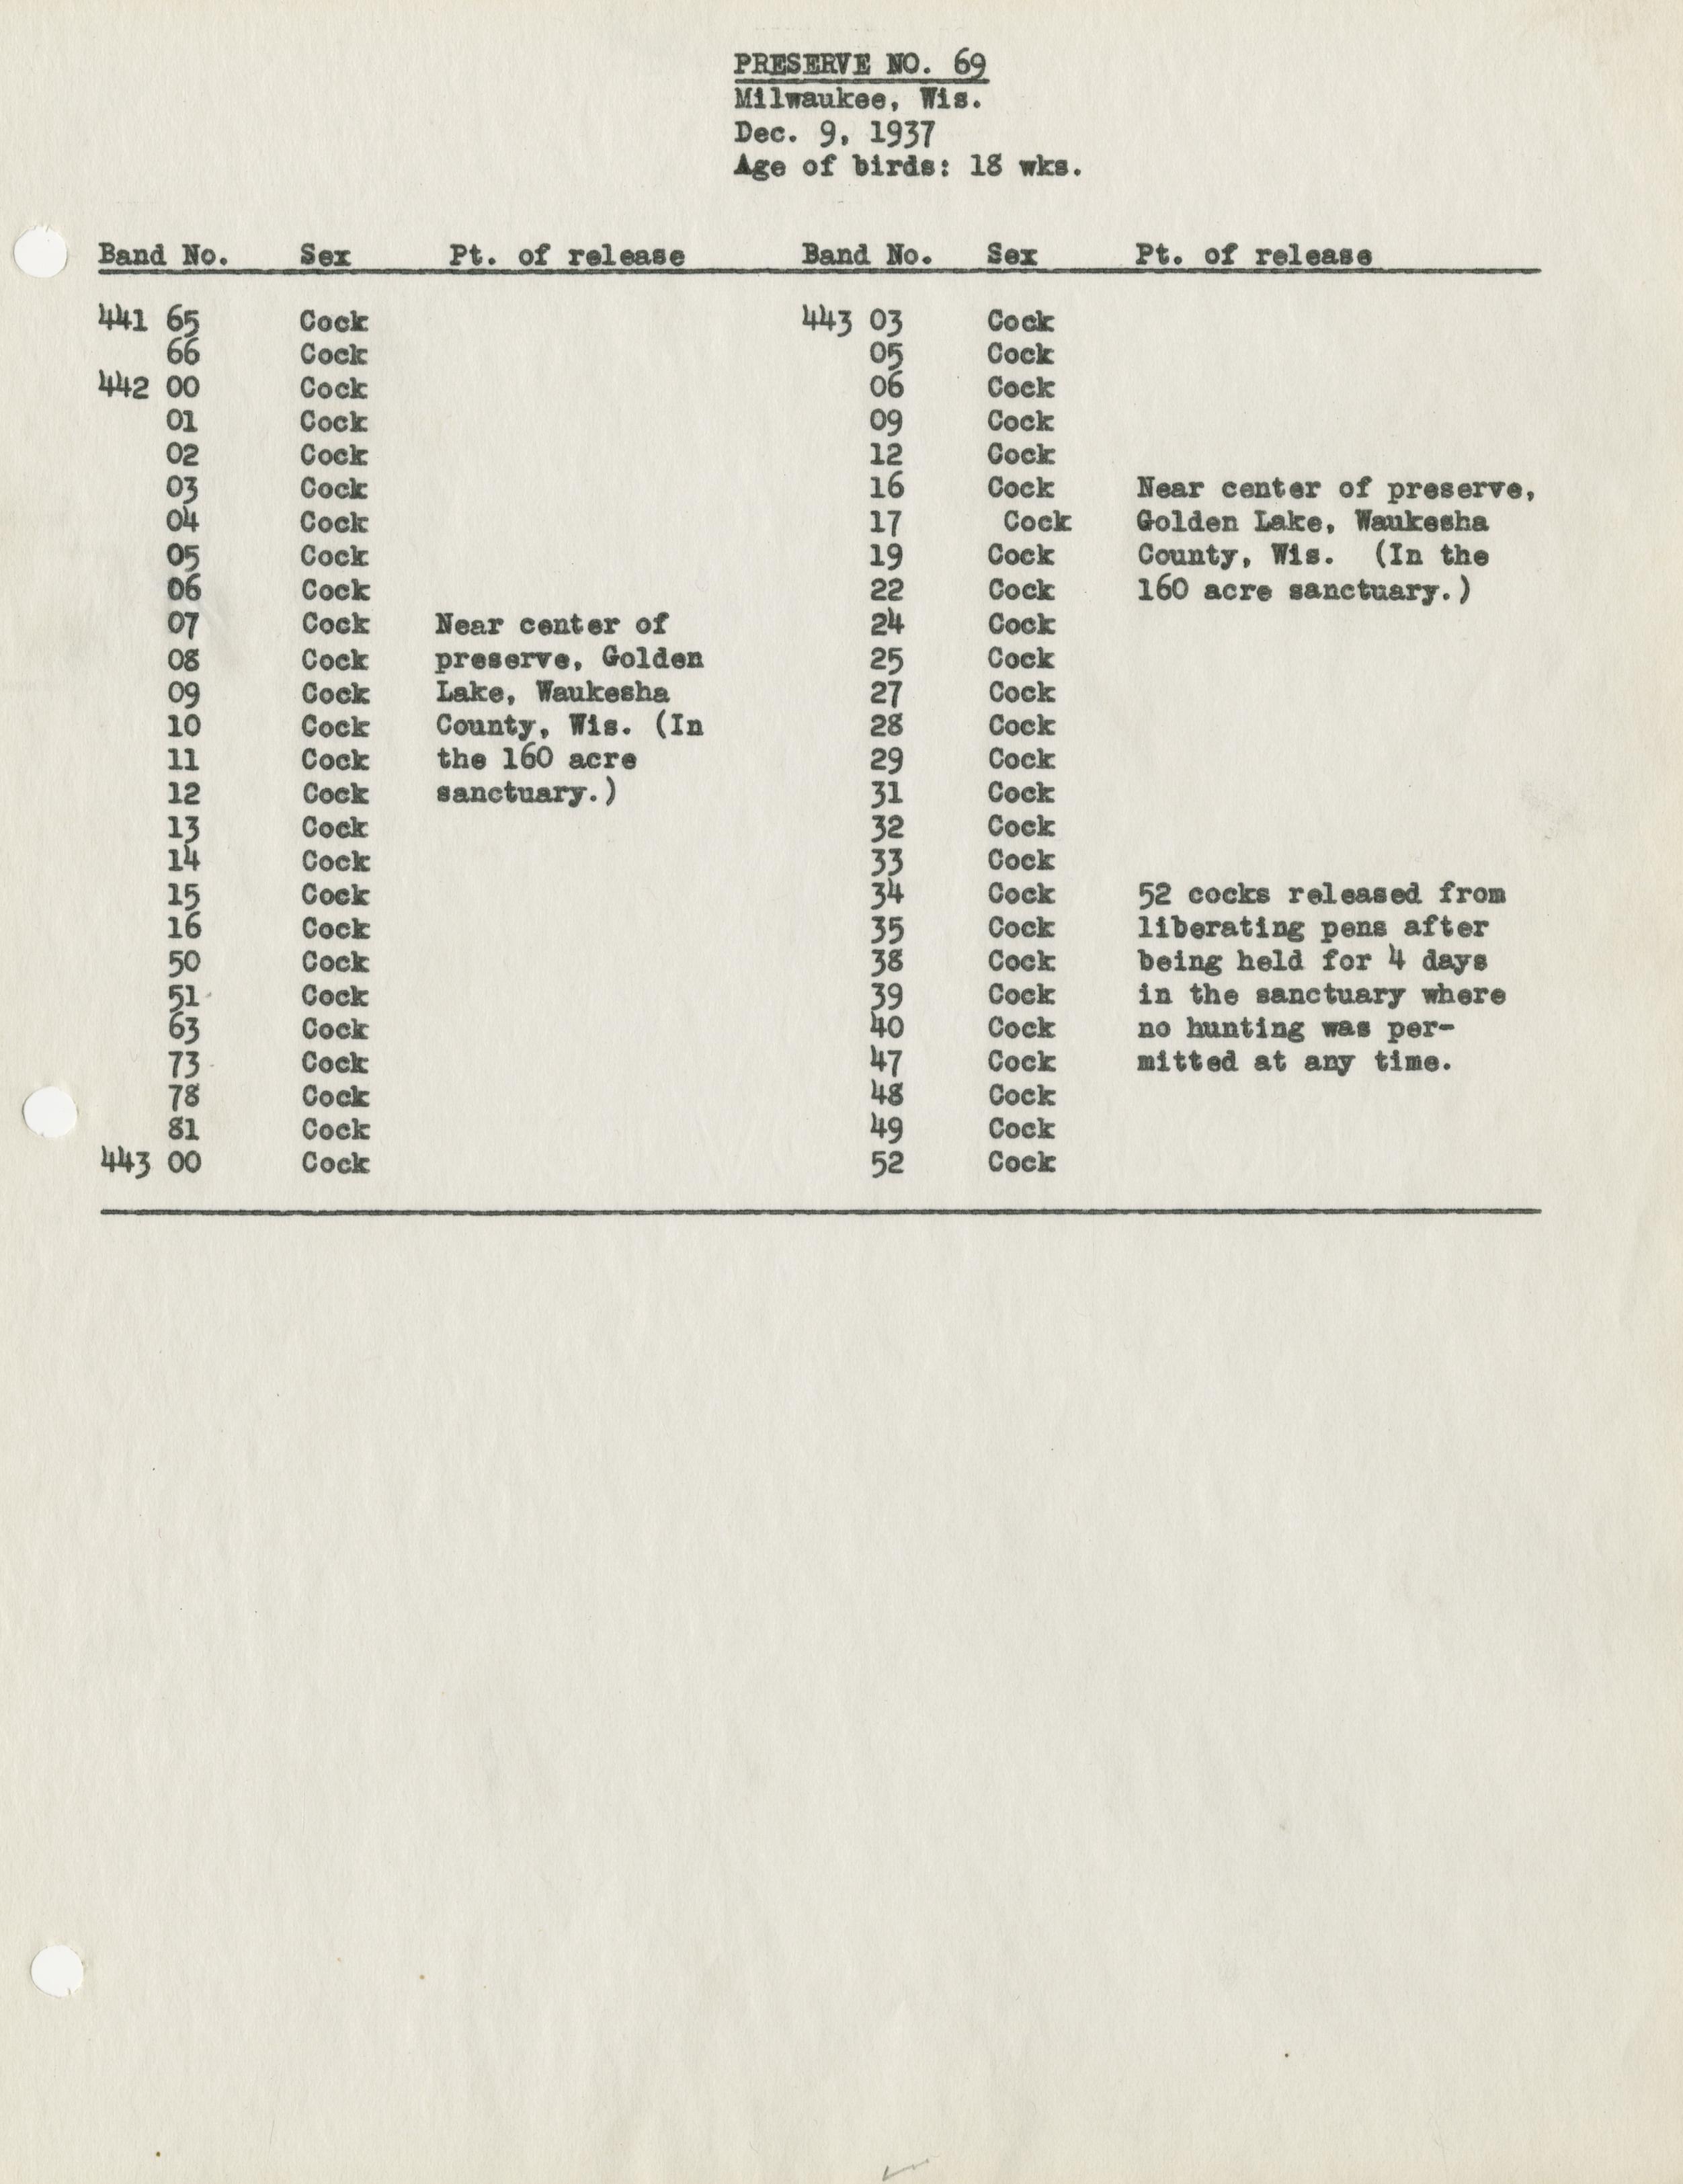 PRESERVE NO. 69
Milwaukee, Wis.
Dec. 9, 1937
Age of birds: 18 wks.
Band No. Sex Pt. of release Band No. Sex Pt. of release
441 65 Cock 443 03 Cock
66 Cock 05 Cock
442 00 Cock 06 Cock
01 Cock 09 Cock
02 Cock 12 Cock
03 Cock 16 Cock Near center of preserve,
04 Cock 17 Cock Golden Lake, Waukesha
05 Cock 19 Cock County, Wis. (In the
06 Cock 22 Cock 160 acre sanctuary.)
07 Cock Near center of 24 Cock
08 Cock preserve, Golden 25 Cock
09 Cock Lake, Waukesha 27 Cock
10 Cock County, Wis. (In 28 Cock
11 Cock the 160 acre 29 Cock
12 Cock sanctuary.) 31 Cock
13 Cock 32 Cock
14 Cock 33 Cock
15 Cock 34 Cock 52 cocks released from
16 Cock 35 Cock liberating pens after
50 Cock 38 Cock being held for 4 days
51 Cock 39 Cock in the sanctuary where
63 Cock 40 Cock no hunting was per-
73 Cock 47 Cock mitted at any time.
78 Cock 48 Cock
81 Cock 49 Cock
443 00 Cock 52 Cock